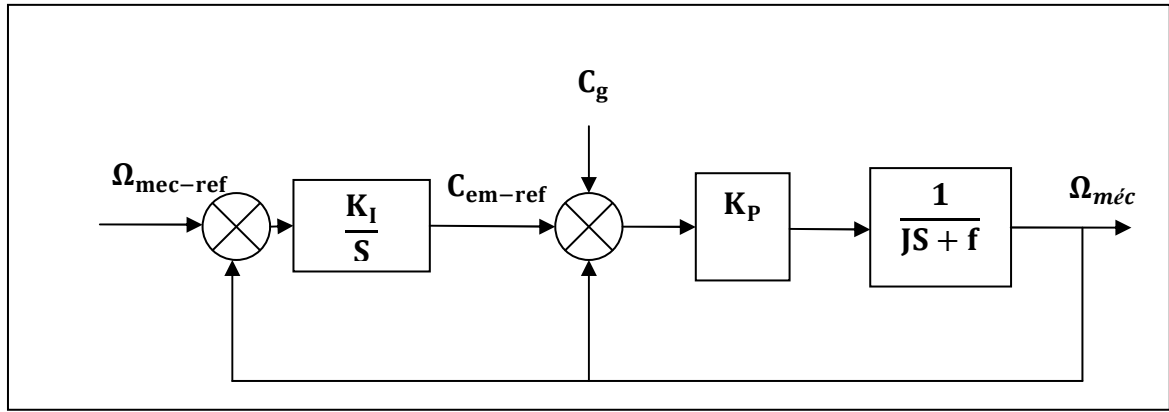 C_g
Ω_mec−ref
K_I
S
C_em−ref
K_P
1
JS + f
Ω_méc